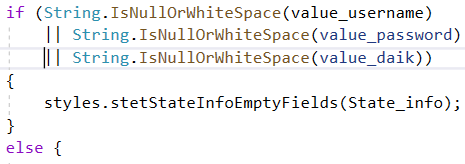 if (String.IsNullOrWhiteSpace(value_username)
|| String.IsNullOrWhiteSpace(value_password)
|| String.IsNullOrWhiteSpace(value_daik))
{
styles.stetStateInfoEmptyFields(State_info);
}
else {